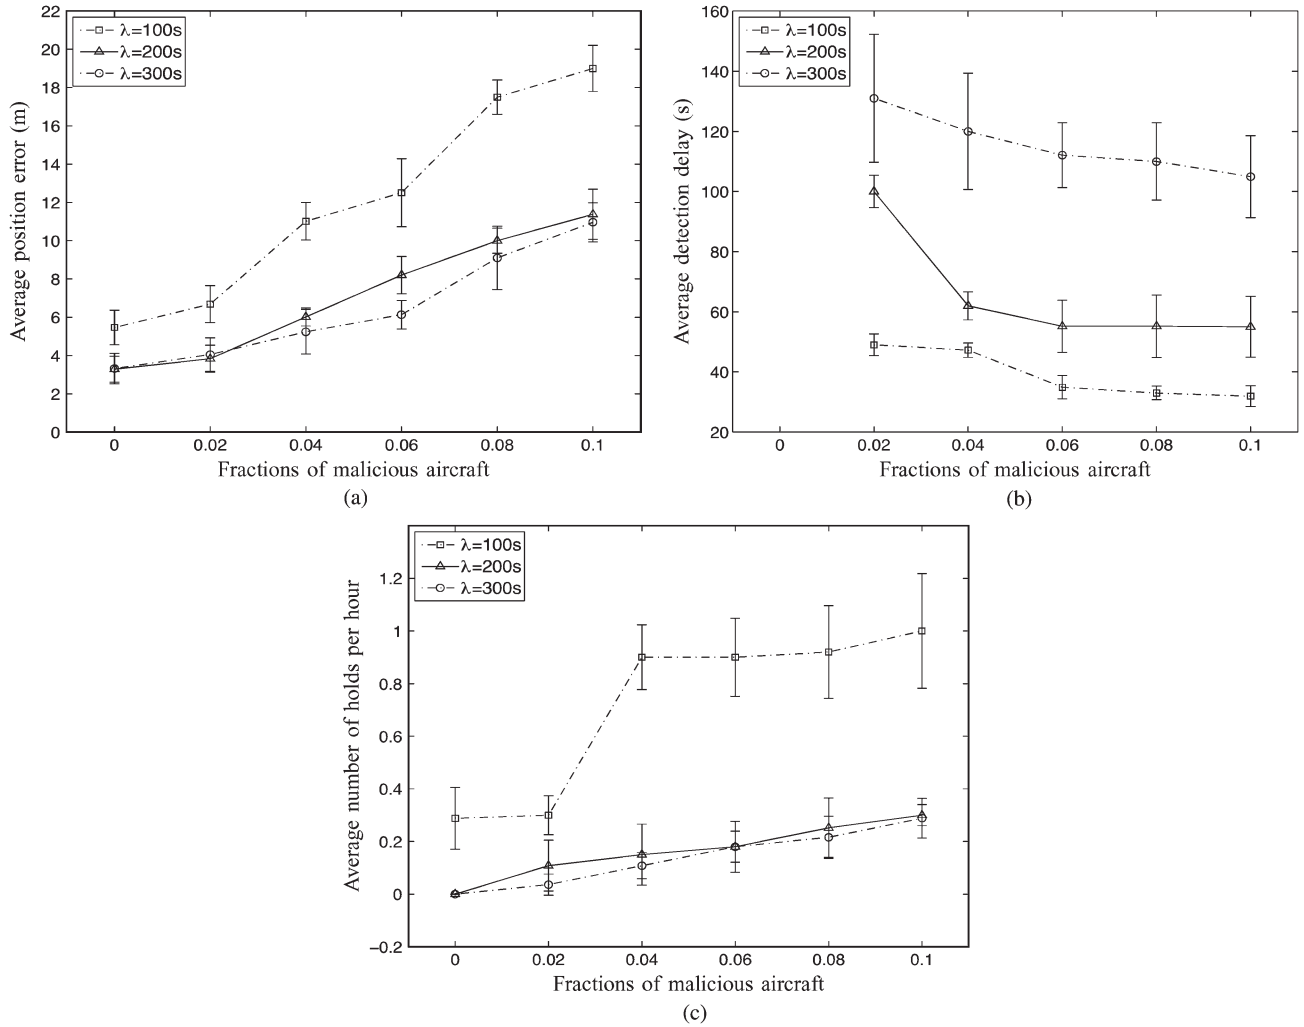 22
20
18
16
14
12
10
8
6
4
2
0
Average position error (m)
λ=100s
λ=200s
λ=300s
0 0.02 0.04 0.06 0.08 0.1
Fractions of malicious aircraft
(a)
160
140
120
100
80
60
40
20
Average detection delay (s)
λ=100s
λ=200s
λ=300s
0 0.02 0.04 0.06 0.08 0.1
Fractions of malicious aircraft
(b)
1.2
1
0.8
0.6
0.4
0.2
0
−0.2
Average number of holds per hour
λ=100s
λ=200s
λ=300s
0 0.02 0.04 0.06 0.08 0.1
Fractions of malicious aircraft
(c)